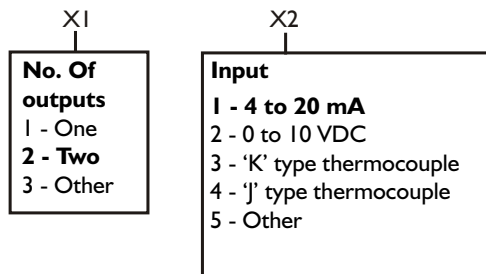 X1
X2
No. Of
outputs
1 - One
2 - Two
3 - Other
Input
1 - 4 to 20 mA
2 - 0 to 10 VDC
3 - ‘K’ type thermocouple
4 - ‘J’ type thermocouple
5 - Other